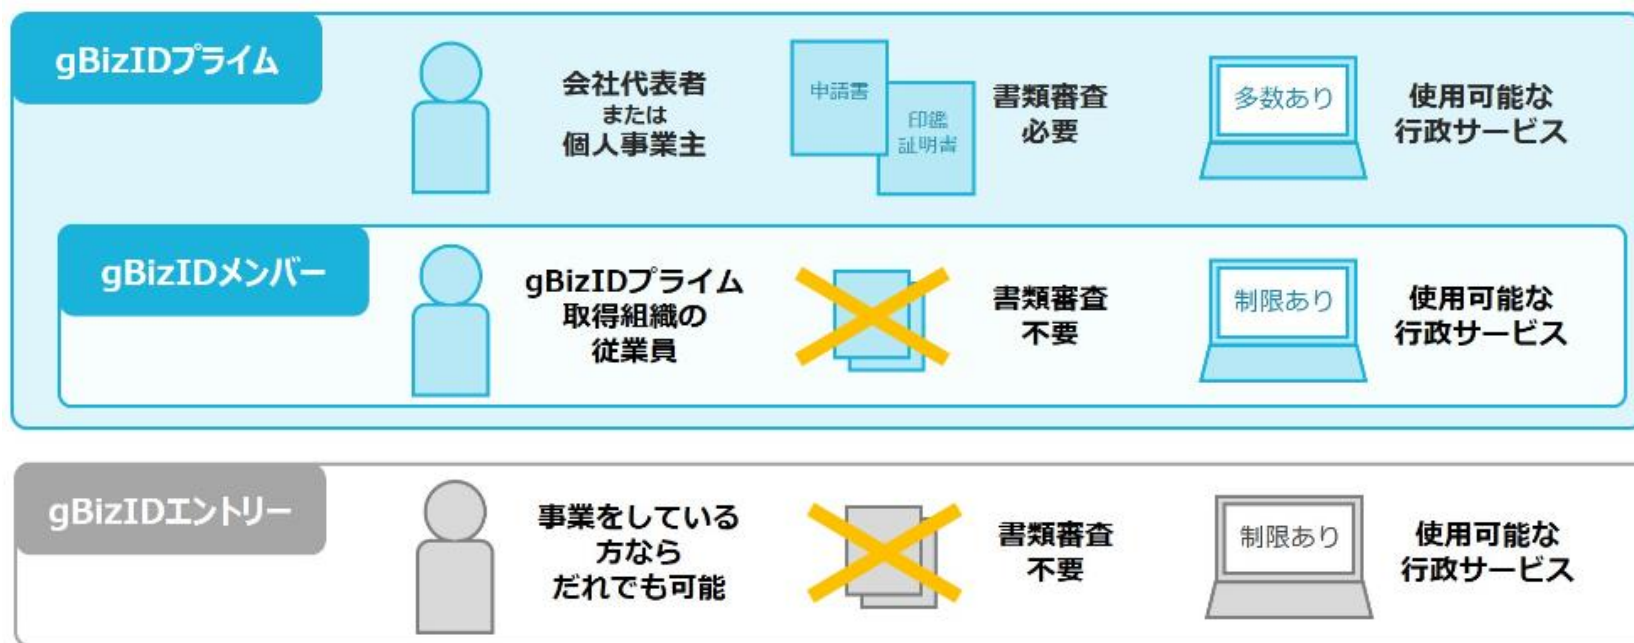 gBizIDプライム
会社代表者
または
個人事業主
申請書
印鑑
証明書
書類審査
必要
多数あり
使用可能な
行政サービス
gBizIDメンバー
gBizIDプライム
取得組織の
従業員
書類審査
不要
制限あり
使用可能な
行政サービス
gBizIDエントリー
事業をしている
方なら
だれでも可能
書類審査
不要
制限あり
使用可能な
行政サービス